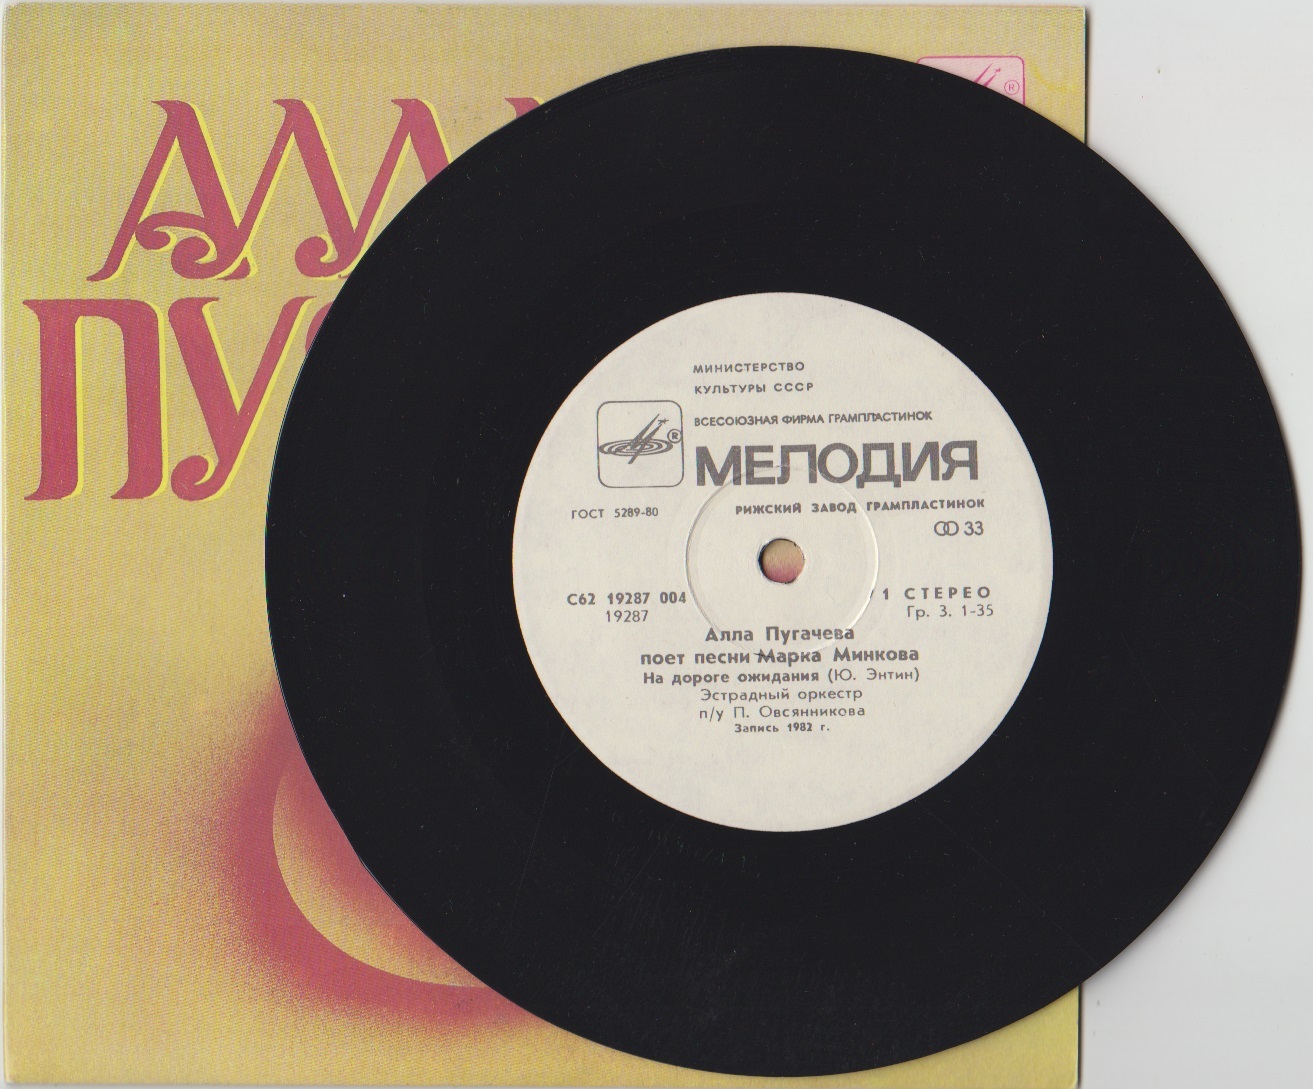 АЛЛ
ПУ
®
МИНИСТЕРСТВО
КУЛЬТУРЫ СССР
ВСЕСОЮЗНАЯ ФИРМА ГРАМПЛАСТИНОК
®
МЕЛОДИЯ
РИЖСКИЙ ЗАВОД ГРАМПЛАСТИНОК
ГОСТ 5289-80
33
С62 19287 004
1 СТЕРЕО
19287
Гр. 3. 1-35
Алла Пугачева
поет песни Марка Минкова
На дороге ожидания (Ю. Энтин)
Эстрадный оркестр
п/у П. Овсянникова
Запись 1982 г.